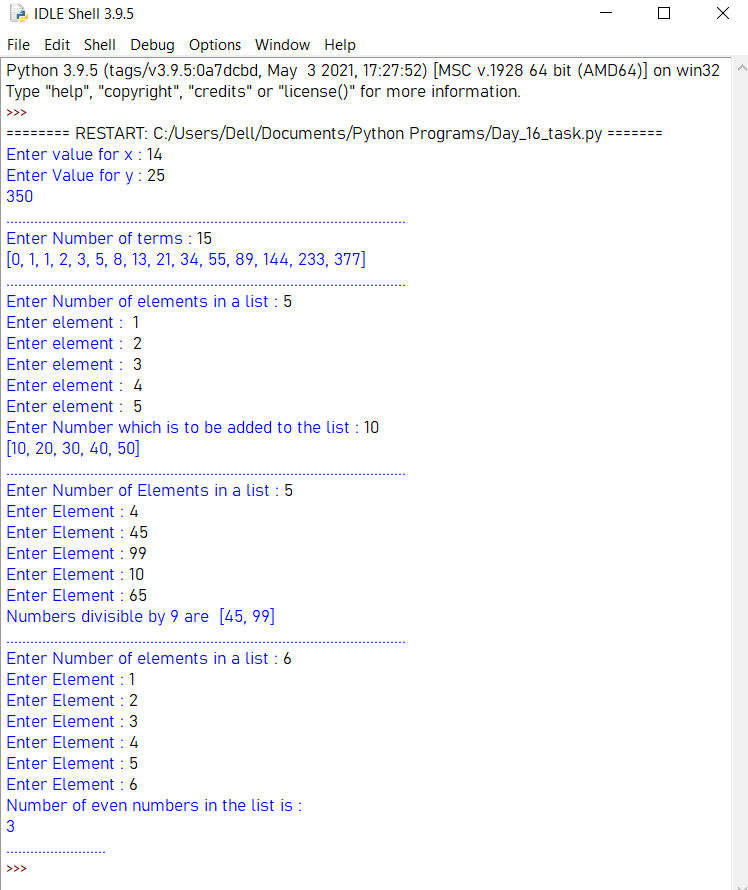 IDLE Shell 3.9.5
File Edit Shell Debug Options Window Help
Python 3.9.5 (tags/v3.9.5:0a7dcbd, May  3 2021, 17:27:52) [MSC v.1928 64 bit (AMD64)] on win32
Type "help", "copyright", "credits" or "license()" for more information.
>>>
======== RESTART: C:/Users/Dell/Documents/Python Programs/Day_16_task.py =======
Enter value for x : 14
Enter Value for y : 25
350
....................................................................................................
Enter Number of terms : 15
[0, 1, 1, 2, 3, 5, 8, 13, 21, 34, 55, 89, 144, 233, 377]
....................................................................................................
Enter Number of elements in a list : 5
Enter element :  1
Enter element :  2
Enter element :  3
Enter element :  4
Enter element :  5
Enter Number which is to be added to the list : 10
[10, 20, 30, 40, 50]
....................................................................................................
Enter Number of Elements in a list : 5
Enter Element : 4
Enter Element : 45
Enter Element : 99
Enter Element : 10
Enter Element : 65
Numbers divisible by 9 are  [45, 99]
....................................................................................................
Enter Number of elements in a list : 6
Enter Element : 1
Enter Element : 2
Enter Element : 3
Enter Element : 4
Enter Element : 5
Enter Element : 6
Number of even numbers in the list is :
3
.........................
>>>